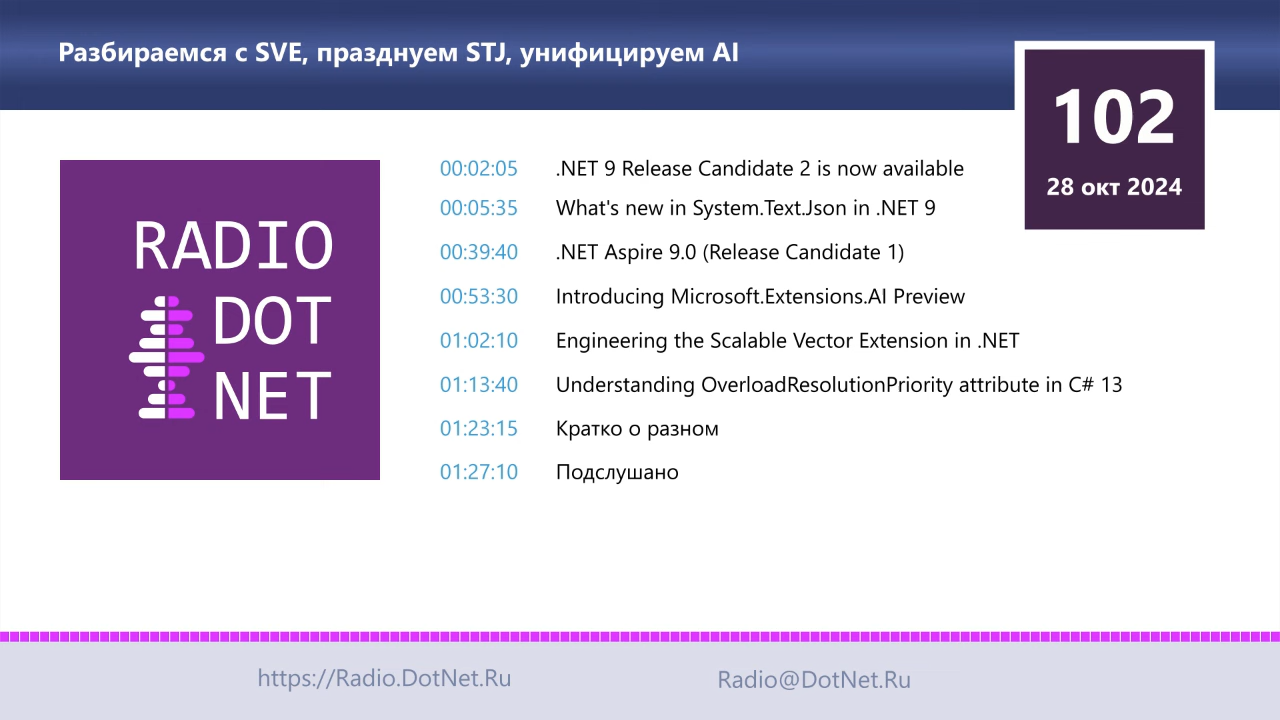 Разбираемся с SVE, празднуем STJ, унифицируем AI
102
28 окт 2024
RADIO
DOT
NET
00:02:05 .NET 9 Release Candidate 2 is now available
00:05:35 What's new in System.Text.Json in .NET 9
00:39:40 .NET Aspire 9.0 (Release Candidate 1)
00:53:30 Introducing Microsoft.Extensions.AI Preview
01:02:10 Engineering the Scalable Vector Extension in .NET
01:13:40 Understanding OverloadResolutionPriority attribute in C# 13
01:23:15 Кратко о разном
01:27:10 Подслушано
https://Radio.DotNet.Ru Radio@DotNet.Ru